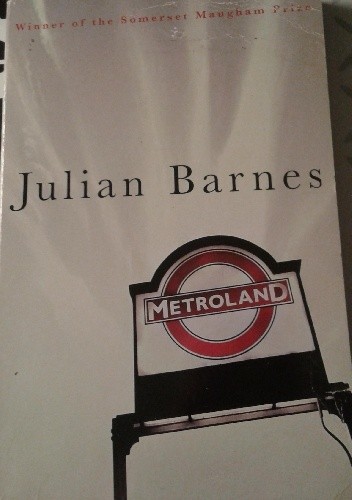 Winner of the Somerset Maugham Prize
Julian Barnes
METROLAND